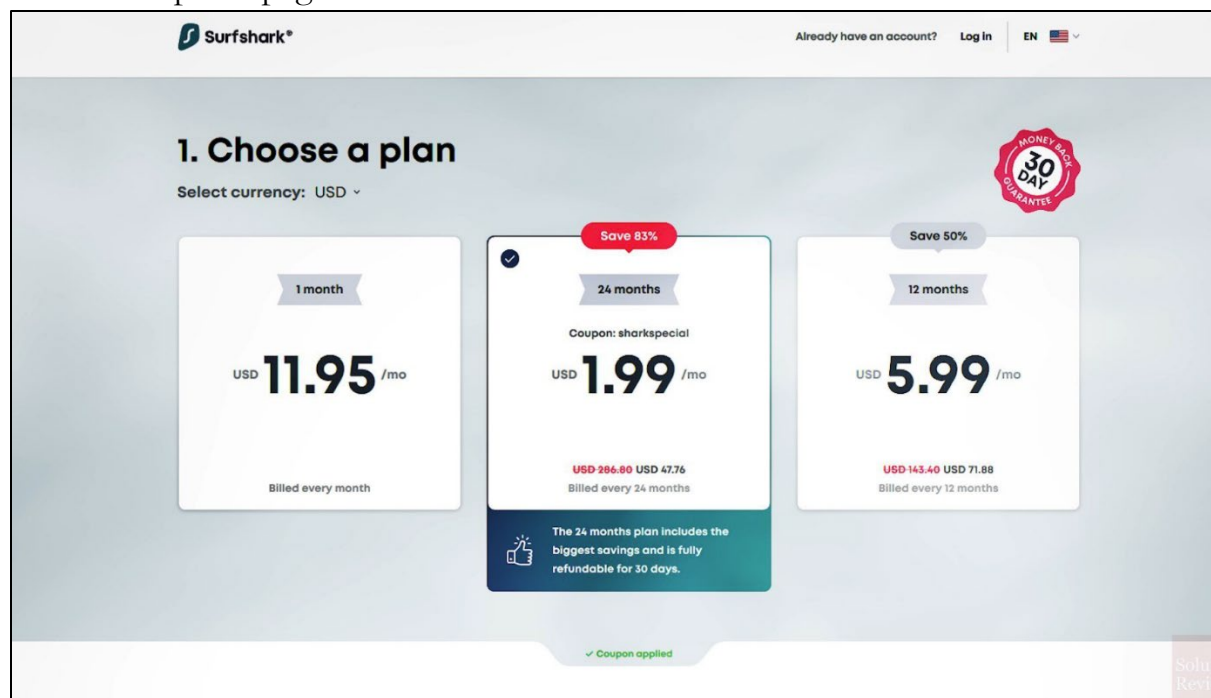 Surfshark®
Already have an account? Log in EN
1. Choose a plan
Select currency: USD
MONEY BACK
30
DAY
GUARANTEE
1 month
USD 11.95 /mo
Billed every month
Save 83%
24 months
Coupon: sharkspecial
USD 1.99 /mo
USD 286.80 USD 47.76
Billed every 24 months
The 24 months plan includes the
biggest savings and is fully
refundable for 30 days.
Save 50%
12 months
USD 5.99 /mo
USD 143.40 USD 71.88
Billed every 12 months
✓ Coupon applied